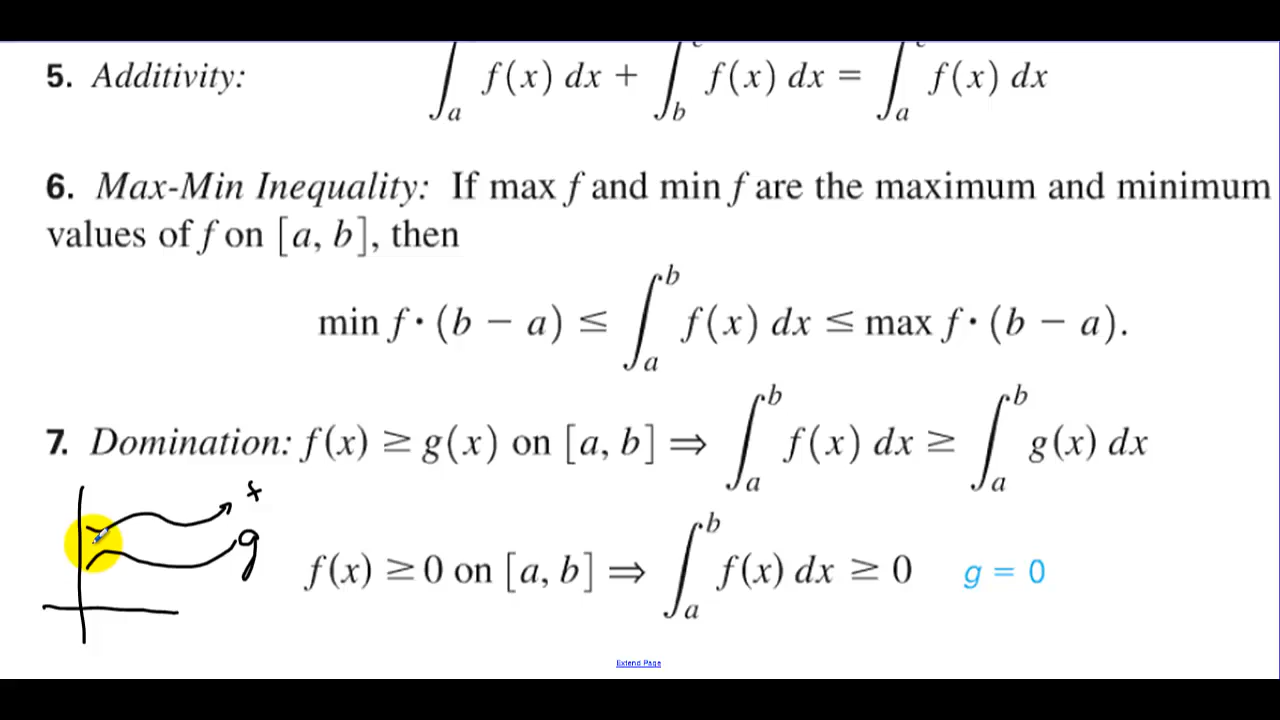 5. Additivity: ∫_a f(x) dx + ∫_b^c f(x) dx = ∫_a^c f(x) dx
6. Max-Min Inequality: If max f and min f are the maximum and minimum
values of f on [a, b], then
min f · (b − a) ≤ ∫_a^b f(x) dx ≤ max f · (b − a).
7. Domination: f(x) ≥ g(x) on [a, b] ⇒ ∫_a^b f(x) dx ≥ ∫_a^b g(x) dx
f
g
f(x) ≥ 0 on [a, b] ⇒ ∫_a^b f(x) dx ≥ 0 g = 0
Extend Page